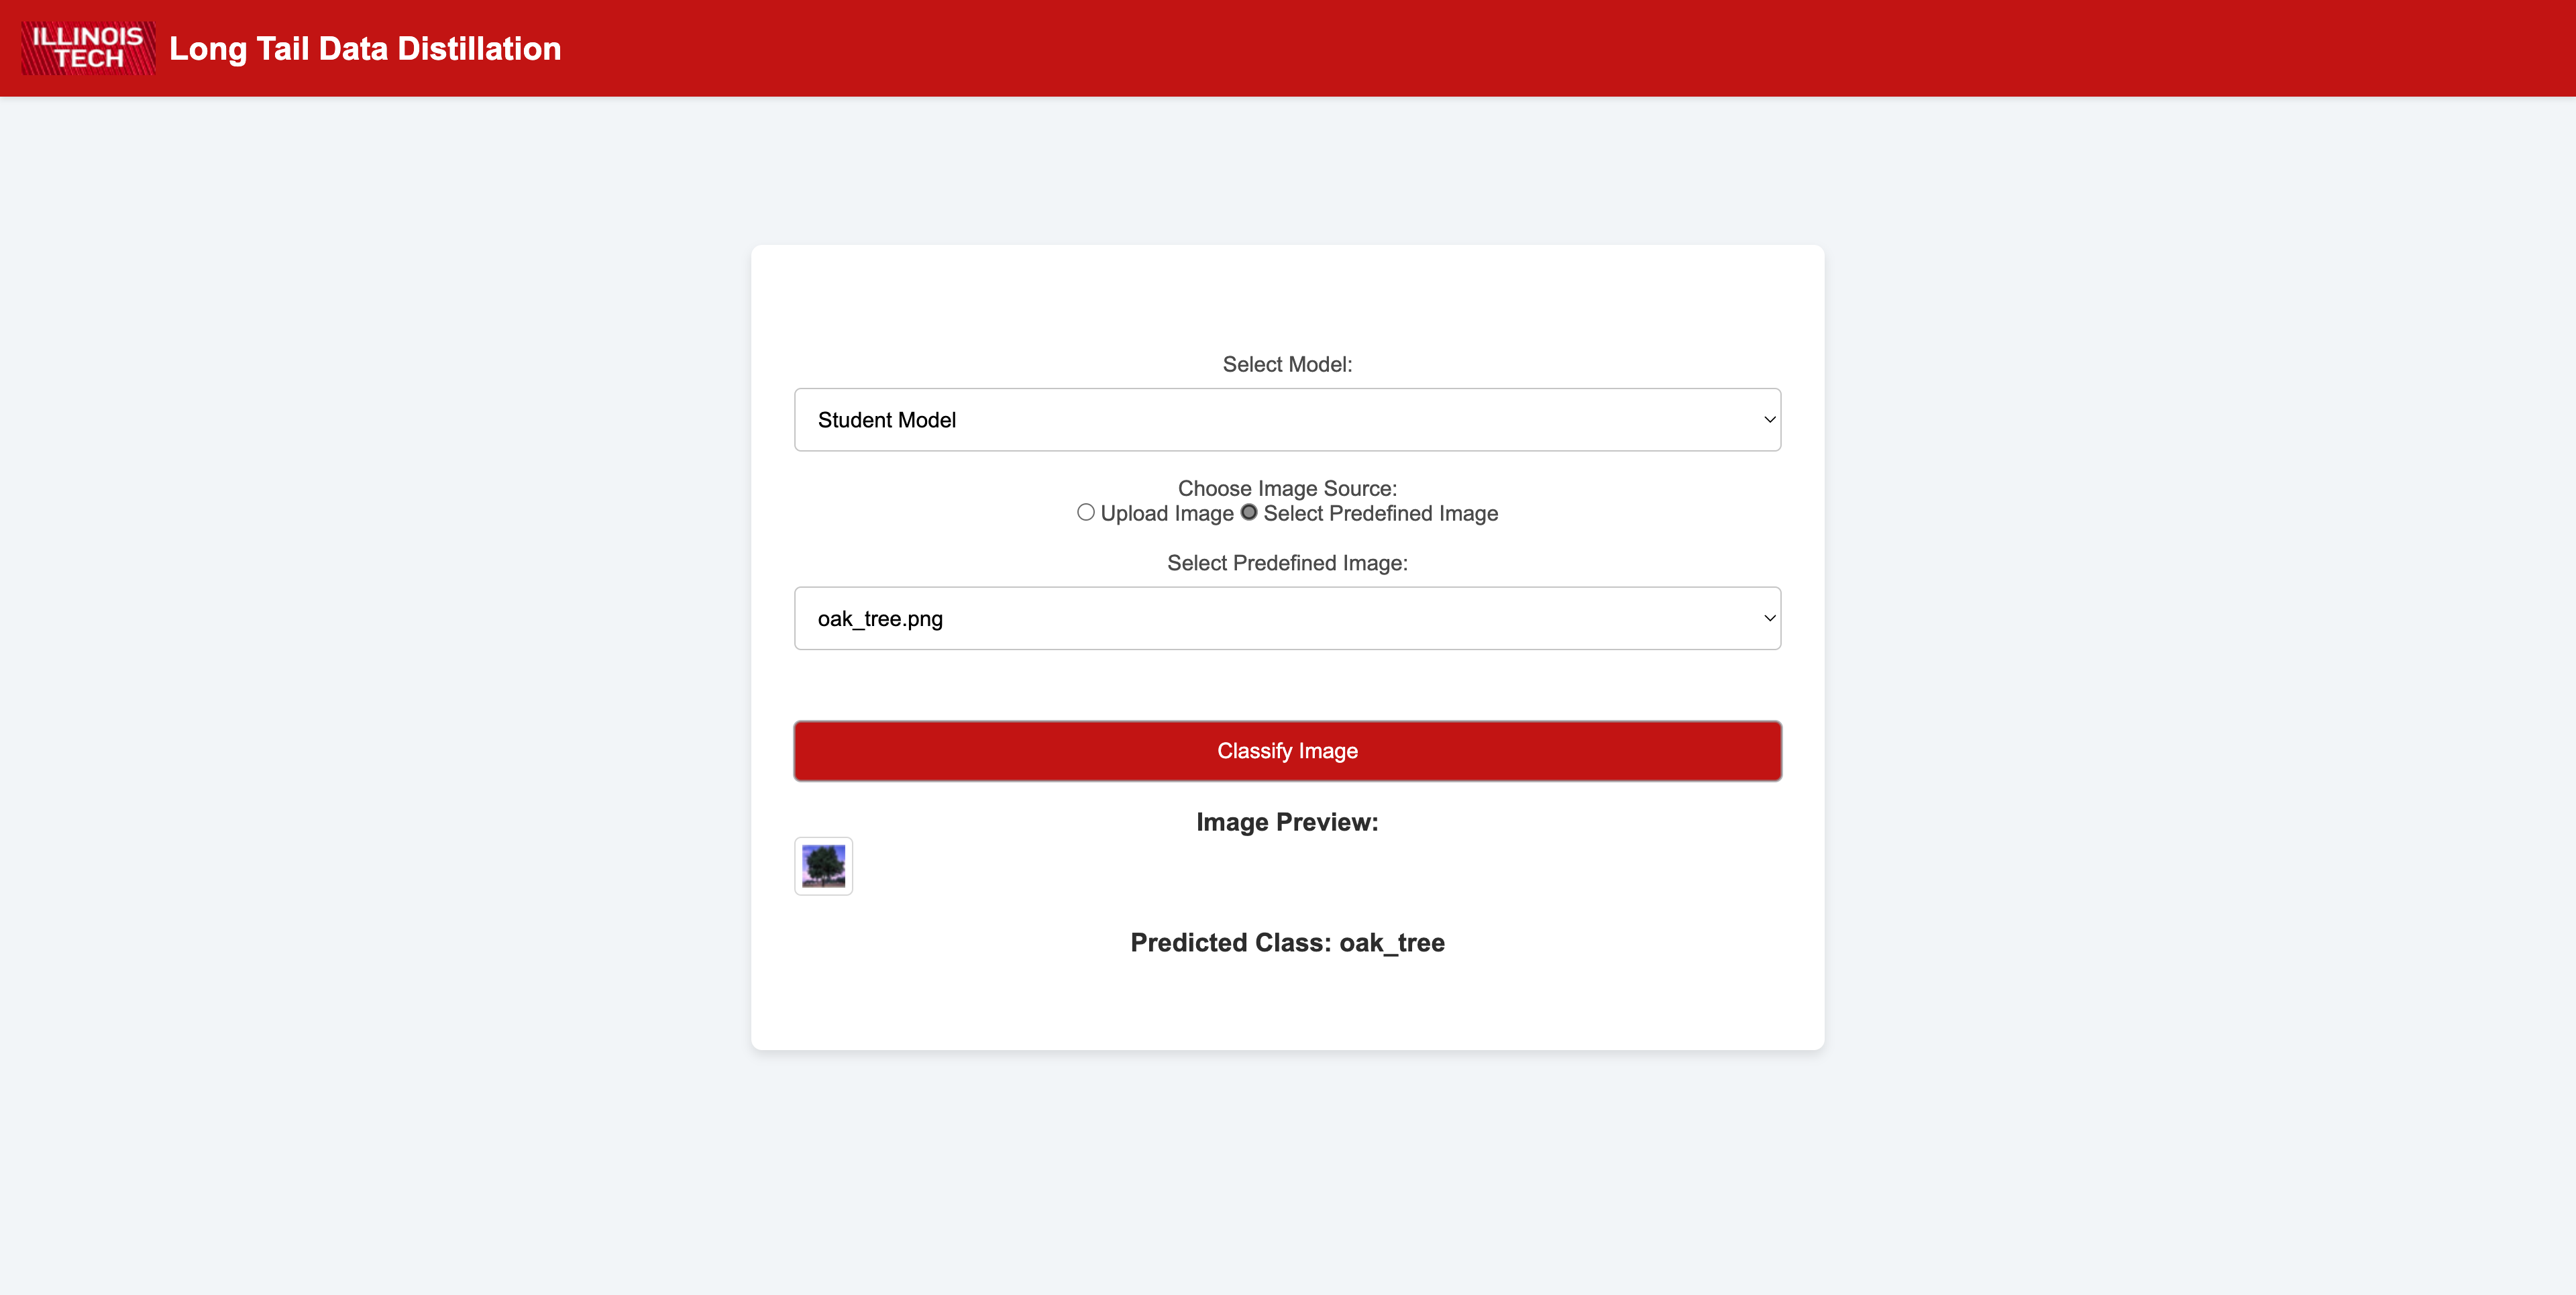 ILLINOIS
TECH
Long Tail Data Distillation
Select Model:
Student Model
Choose Image Source:
Upload Image Select Predefined Image
Select Predefined Image:
oak_tree.png
Classify Image
Image Preview:
Predicted Class: oak_tree